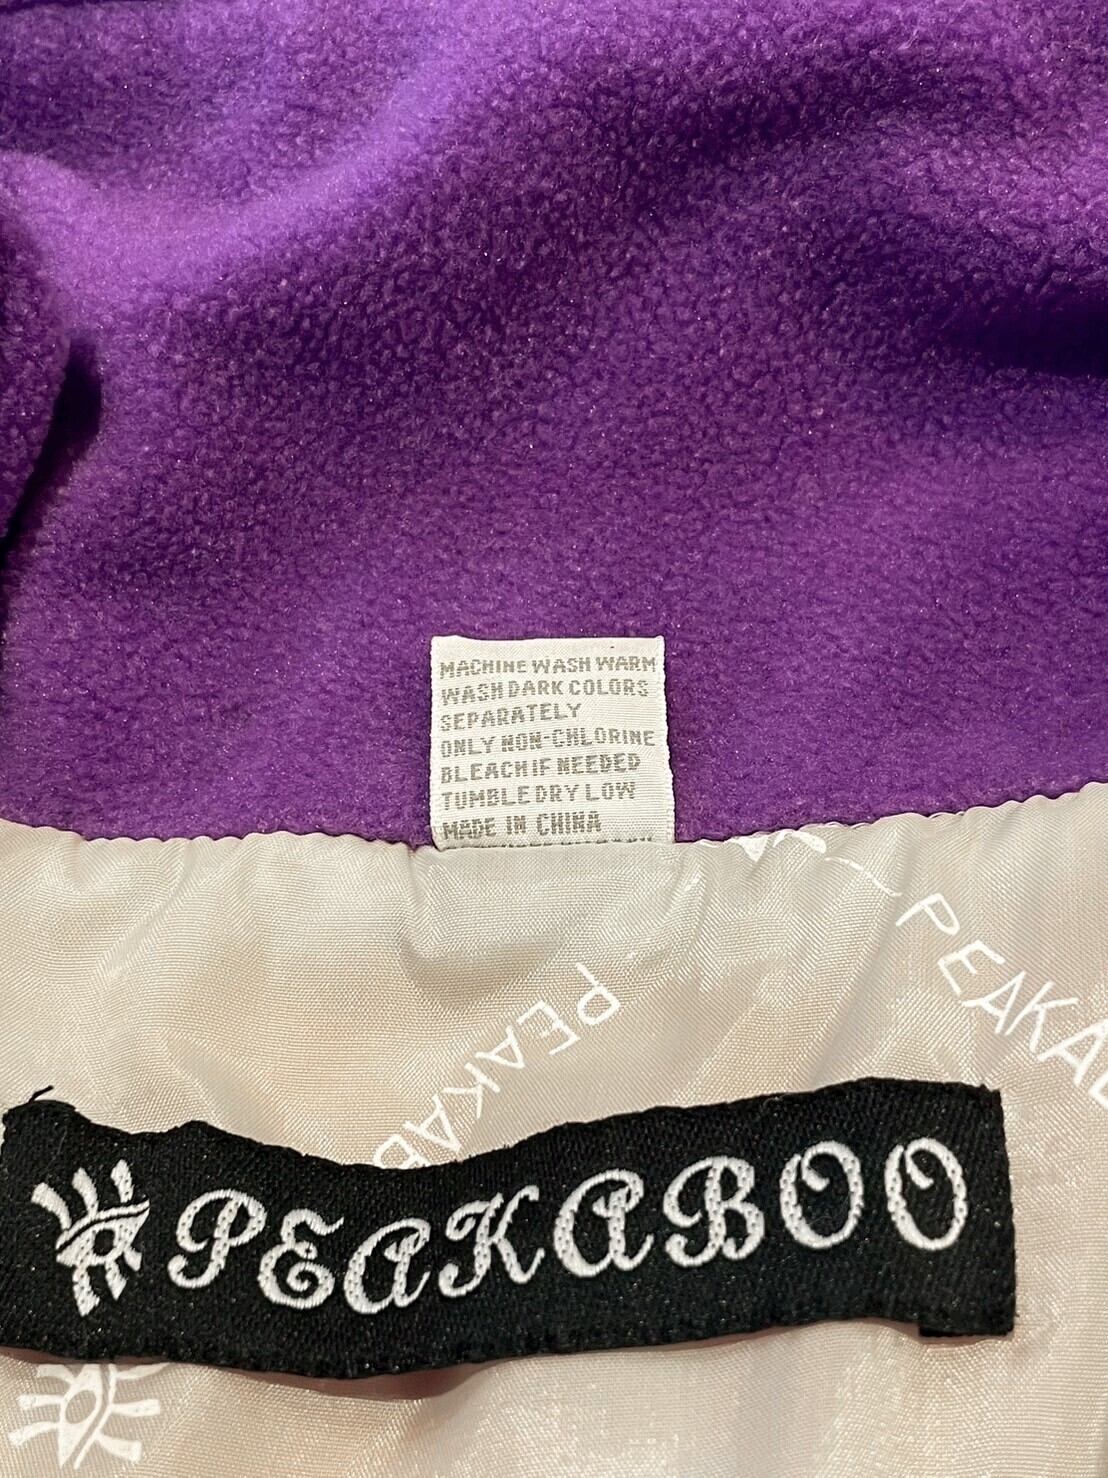 MACHINE WASH WARM
WASH DARK COLORS
SEPARATELY
ONLY NON-CHLORINE
BLEACH IF NEEDED
TUMBLE DRY LOW
MADE IN CHINA
PEAKAB
PEAKAB
PEAKABOO